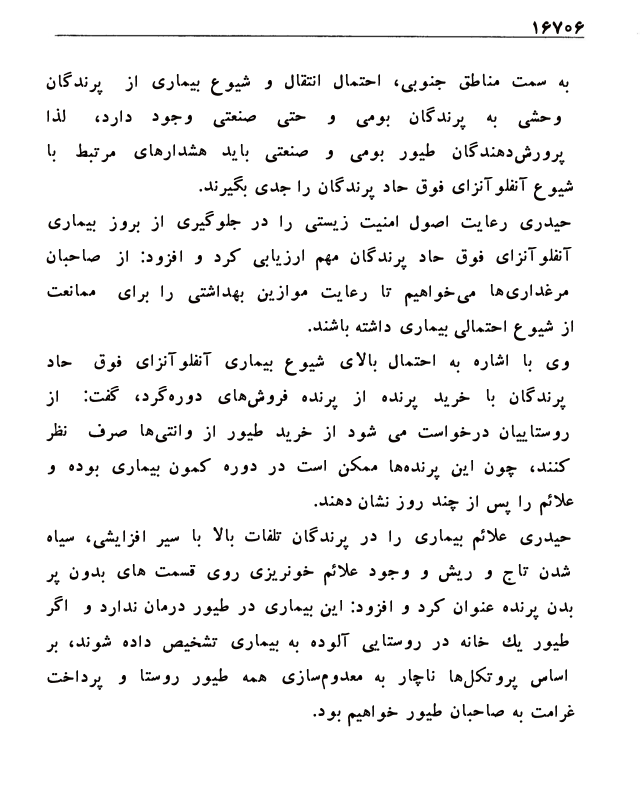 ۱۶۷۰۶
به سمت مناطق جنوبی، احتمال انتقال و شیوع بیماری از پرندگان
وحشی به پرندگان بومی و حتی صنعتی وجود دارد، لذا
پرورش‌دهندگان طیور بومی و صنعتی باید هشدارهای مرتبط با
شیوع آنفلوآنزای فوق حاد پرندگان را جدی بگیرند.
حیدری رعایت اصول امنیت زیستی را در جلوگیری از بروز بیماری
آنفلوآنزای فوق حاد پرندگان مهم ارزیابی کرد و افزود: از صاحبان
مرغداری‌ها می‌خواهیم تا رعایت موازین بهداشتی را برای ممانعت
از شیوع احتمالی بیماری داشته باشند.
وی با اشاره به احتمال بالای شیوع بیماری آنفلوآنزای فوق حاد
پرندگان با خرید پرنده از پرنده فروش‌های دوره‌گرد، گفت: از
روستاییان درخواست می شود از خرید طیور از وانتی‌ها صرف نظر
کنند، چون این پرنده‌ها ممکن است در دوره کمون بیماری بوده و
علائم را پس از چند روز نشان دهند.
حیدری علائم بیماری را در پرندگان تلفات بالا با سیر افزایشی، سیاه
شدن تاج و ریش و وجود علائم خونریزی روی قسمت های بدون پر
بدن پرنده عنوان کرد و افزود: این بیماری در طیور درمان ندارد و اگر
طیور یك خانه در روستایی آلوده به بیماری تشخیص داده شوند، بر
اساس پروتکل‌ها ناچار به معدوم‌سازی همه طیور روستا و پرداخت
غرامت به صاحبان طیور خواهیم بود.